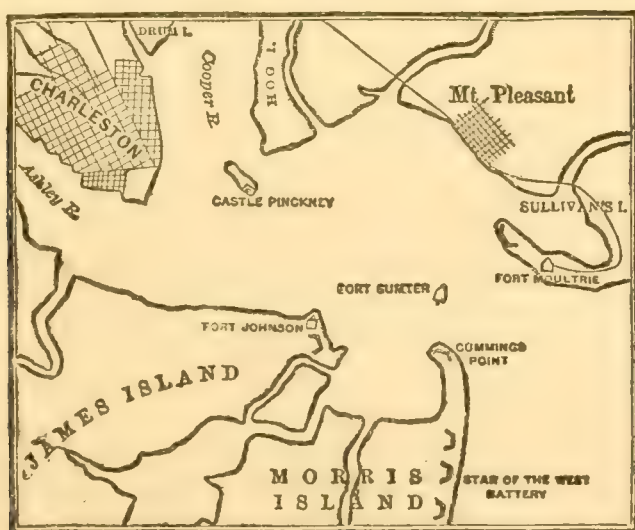 DRUM I.
Cooper R.
HOG I.
CHARLESTON
Mt. Pleasant
Ashley R.
CASTLE PINCKNEY
SULLIVAN'S I.
FORT MOULTRIE
FORT SUMTER
FORT JOHNSON
CUMMINGS
POINT
JAMES ISLAND
MORRIS
ISLAND
STAR OF THE WEST
BATTERY